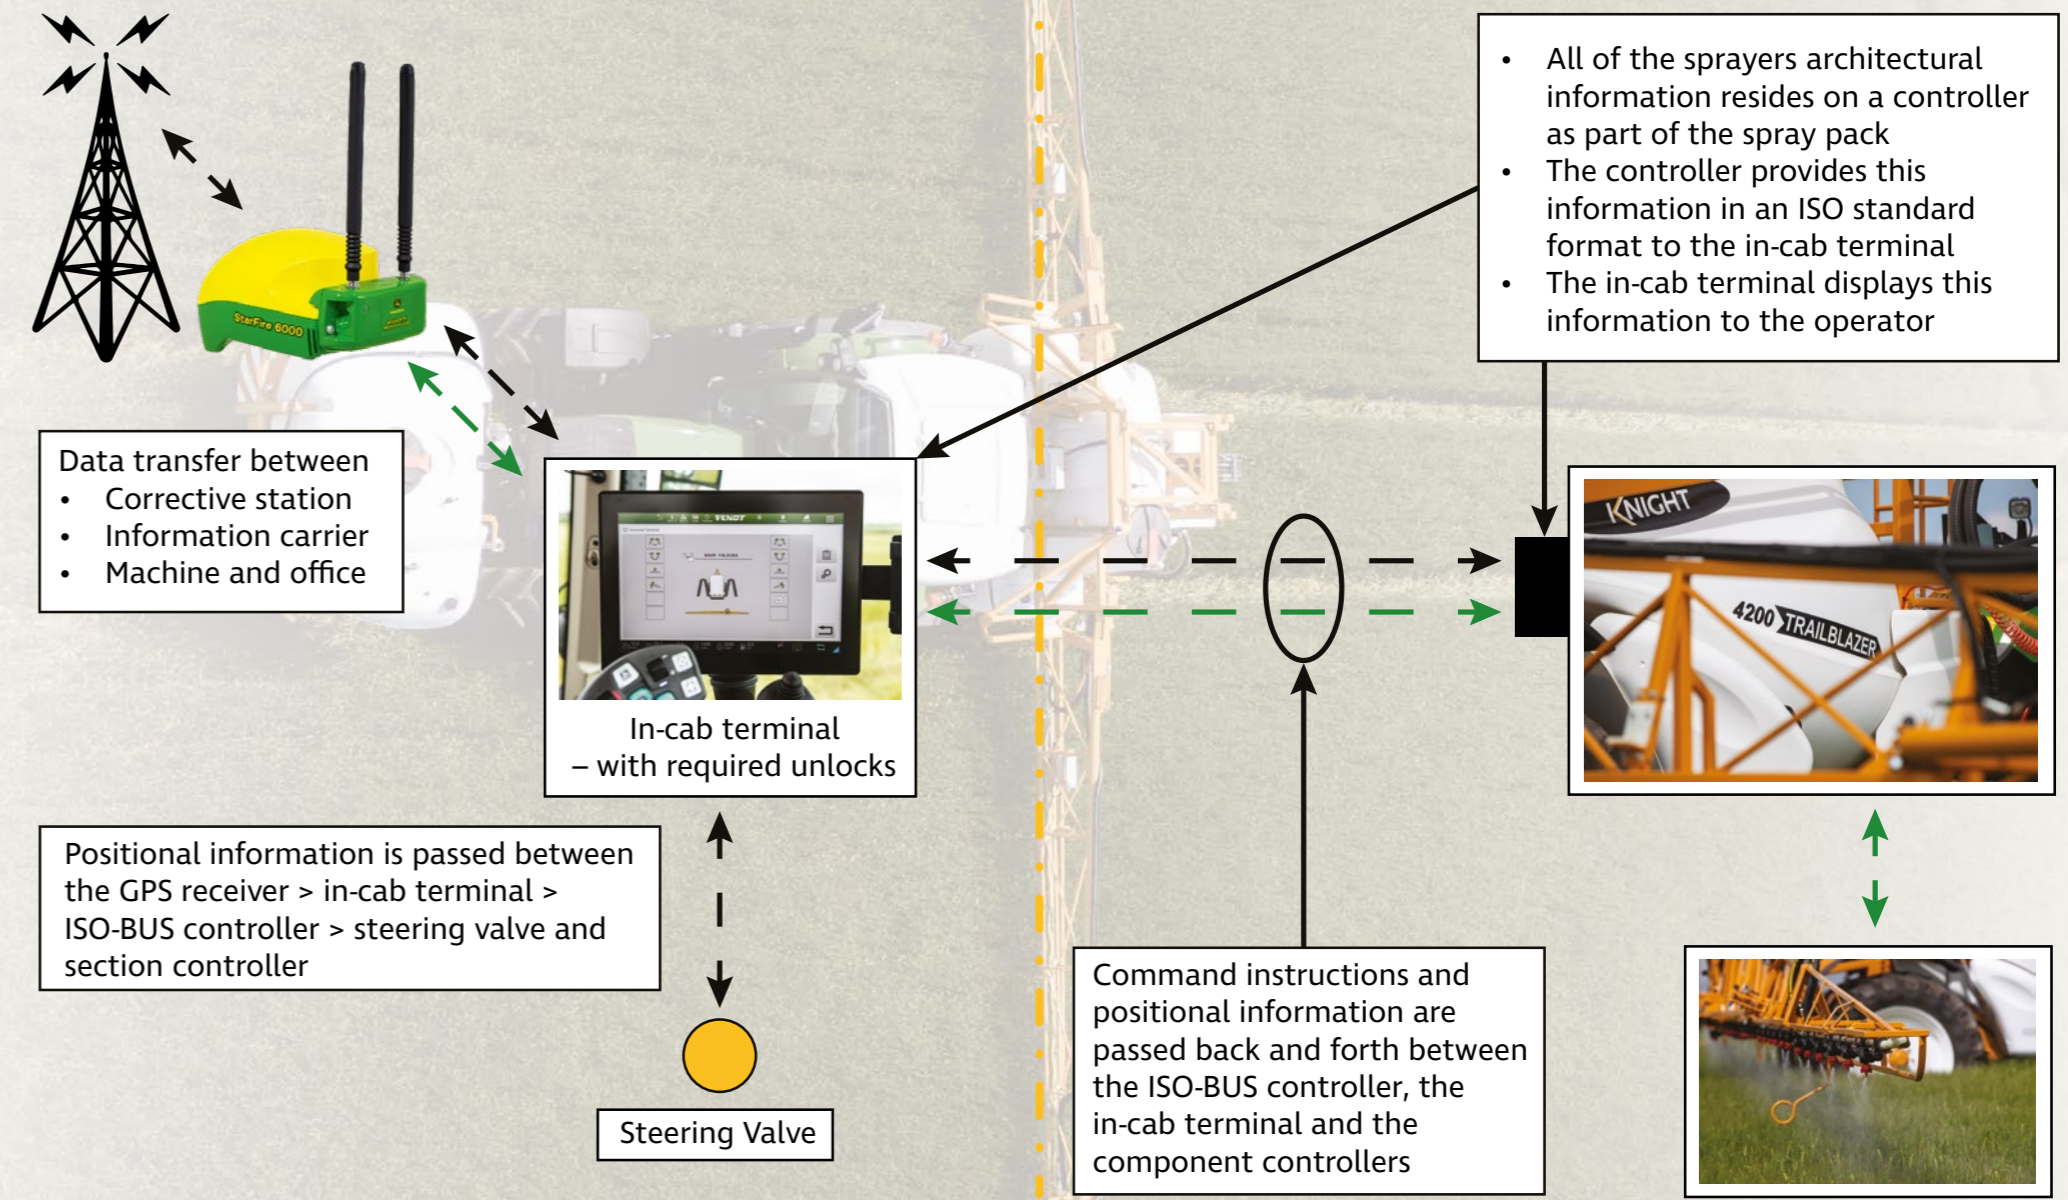 StarFire 6000
Data transfer between
• Corrective station
• Information carrier
• Machine and office
• All of the sprayers architectural
information resides on a controller
as part of the spray pack
• The controller provides this
information in an ISO standard
format to the in-cab terminal
• The in-cab terminal displays this
information to the operator
FENDT
BOOM FOLDING
In-cab terminal
– with required unlocks
KNIGHT
4200 TRAILBLAZER
Positional information is passed between
the GPS receiver > in-cab terminal >
ISO-BUS controller > steering valve and
section controller
Steering Valve
Command instructions and
positional information are
passed back and forth between
the ISO-BUS controller, the
in-cab terminal and the
component controllers